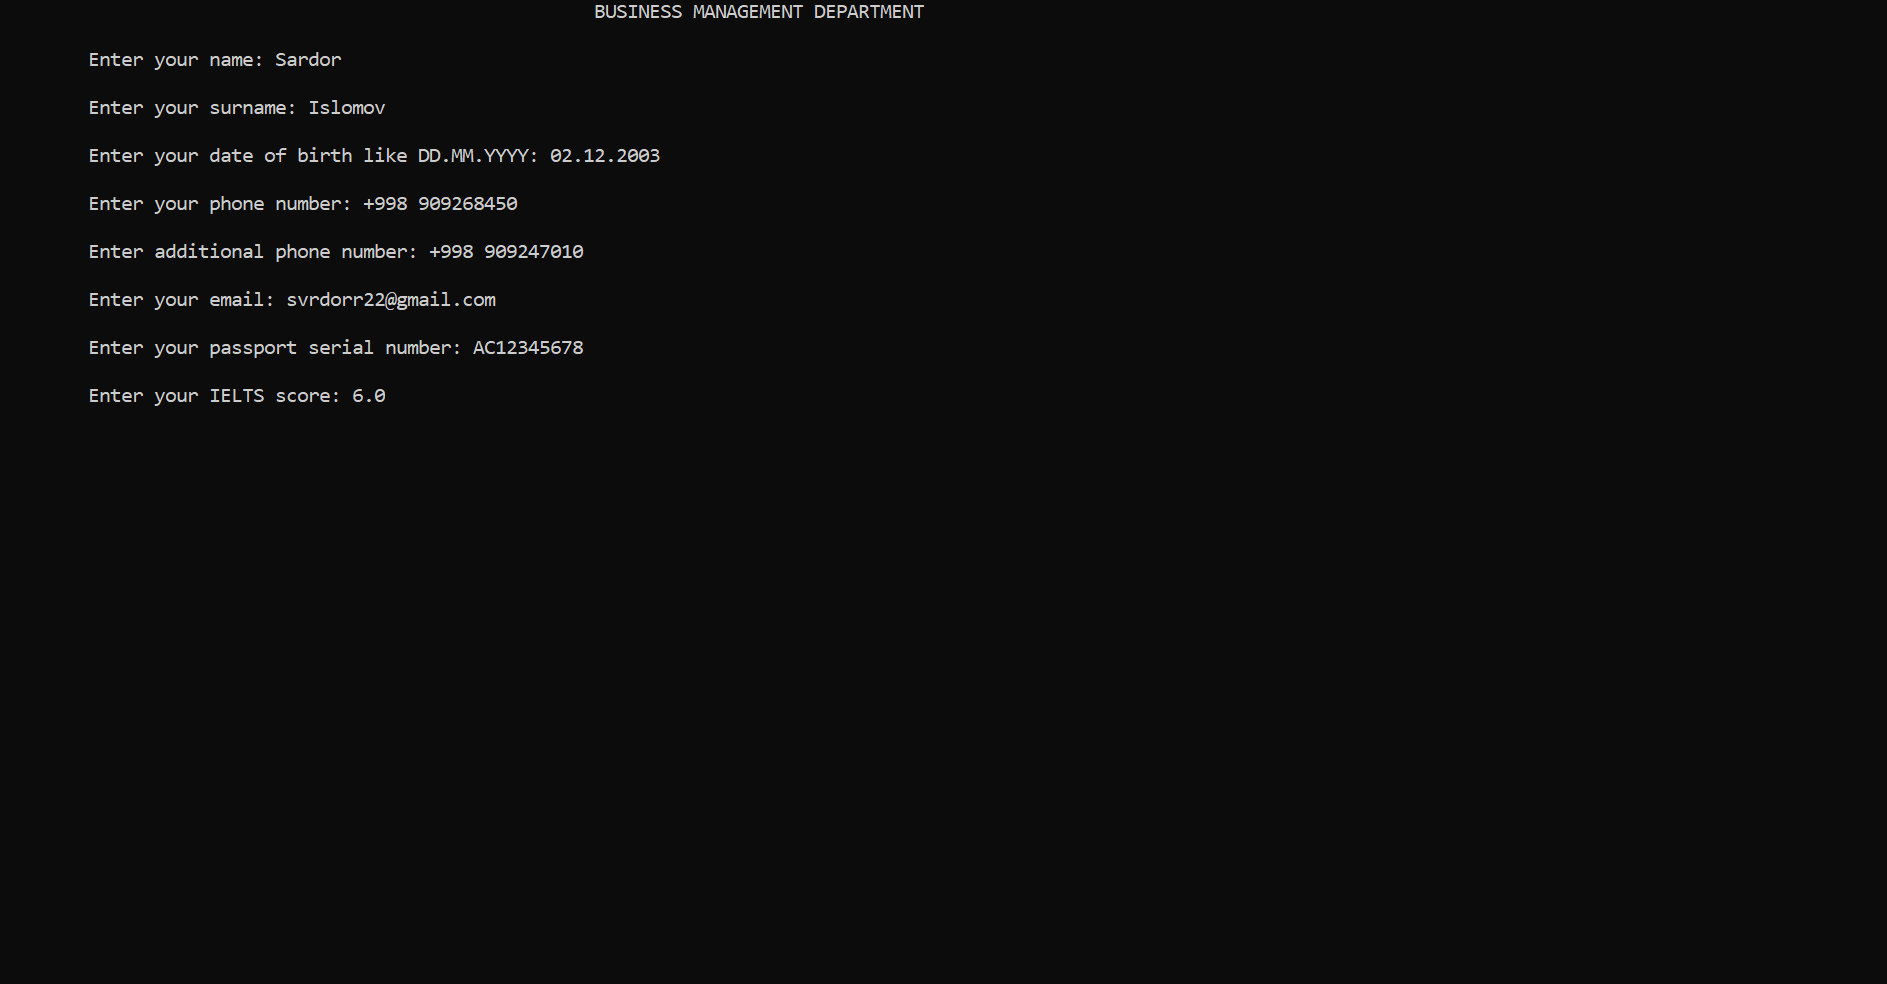 BUSINESS MANAGEMENT DEPARTMENT
Enter your name: Sardor
Enter your surname: Islomov
Enter your date of birth like DD.MM.YYYY: 02.12.2003
Enter your phone number: +998 909268450
Enter additional phone number: +998 909247010
Enter your email: svrdorr22@gmail.com
Enter your passport serial number: AC12345678
Enter your IELTS score: 6.0